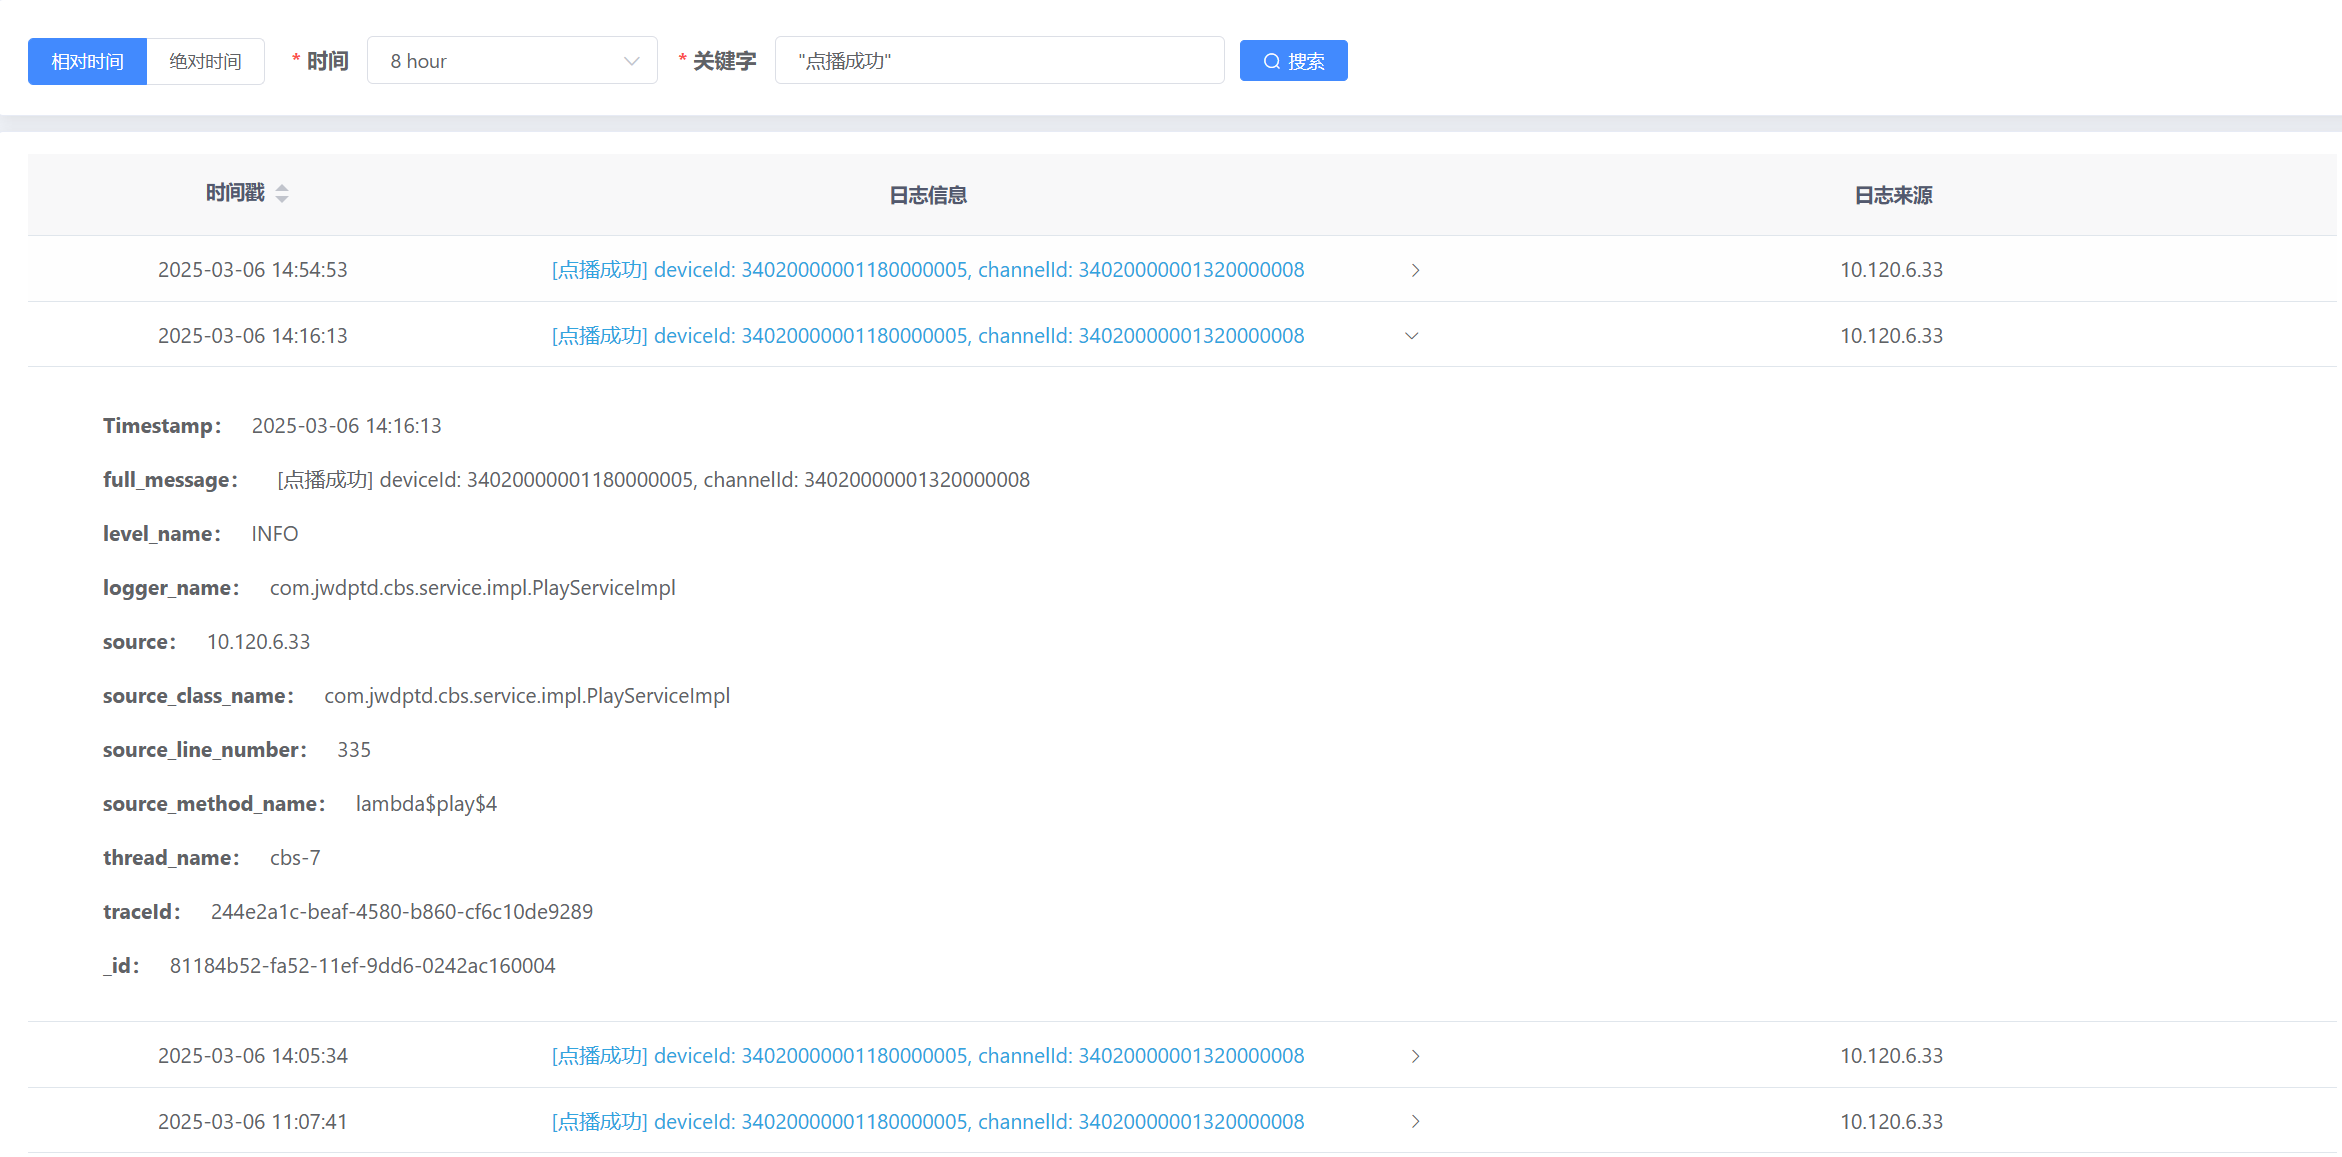 相对时间 绝对时间 * 时间 8 hour * 关键字 "点播成功" 搜索
时间戳 日志信息 日志来源
2025-03-06 14:54:53 [点播成功] deviceId: 34020000001180000005, channelId: 34020000001320000008 10.120.6.33
2025-03-06 14:16:13 [点播成功] deviceId: 34020000001180000005, channelId: 34020000001320000008 10.120.6.33
Timestamp： 2025-03-06 14:16:13
full_message： [点播成功] deviceId: 34020000001180000005, channelId: 34020000001320000008
level_name： INFO
logger_name： com.jwdptd.cbs.service.impl.PlayServiceImpl
source： 10.120.6.33
source_class_name： com.jwdptd.cbs.service.impl.PlayServiceImpl
source_line_number： 335
source_method_name： lambda$play$4
thread_name： cbs-7
traceId： 244e2a1c-beaf-4580-b860-cf6c10de9289
_id： 81184b52-fa52-11ef-9dd6-0242ac160004
2025-03-06 14:05:34 [点播成功] deviceId: 34020000001180000005, channelId: 34020000001320000008 10.120.6.33
2025-03-06 11:07:41 [点播成功] deviceId: 34020000001180000005, channelId: 34020000001320000008 10.120.6.33